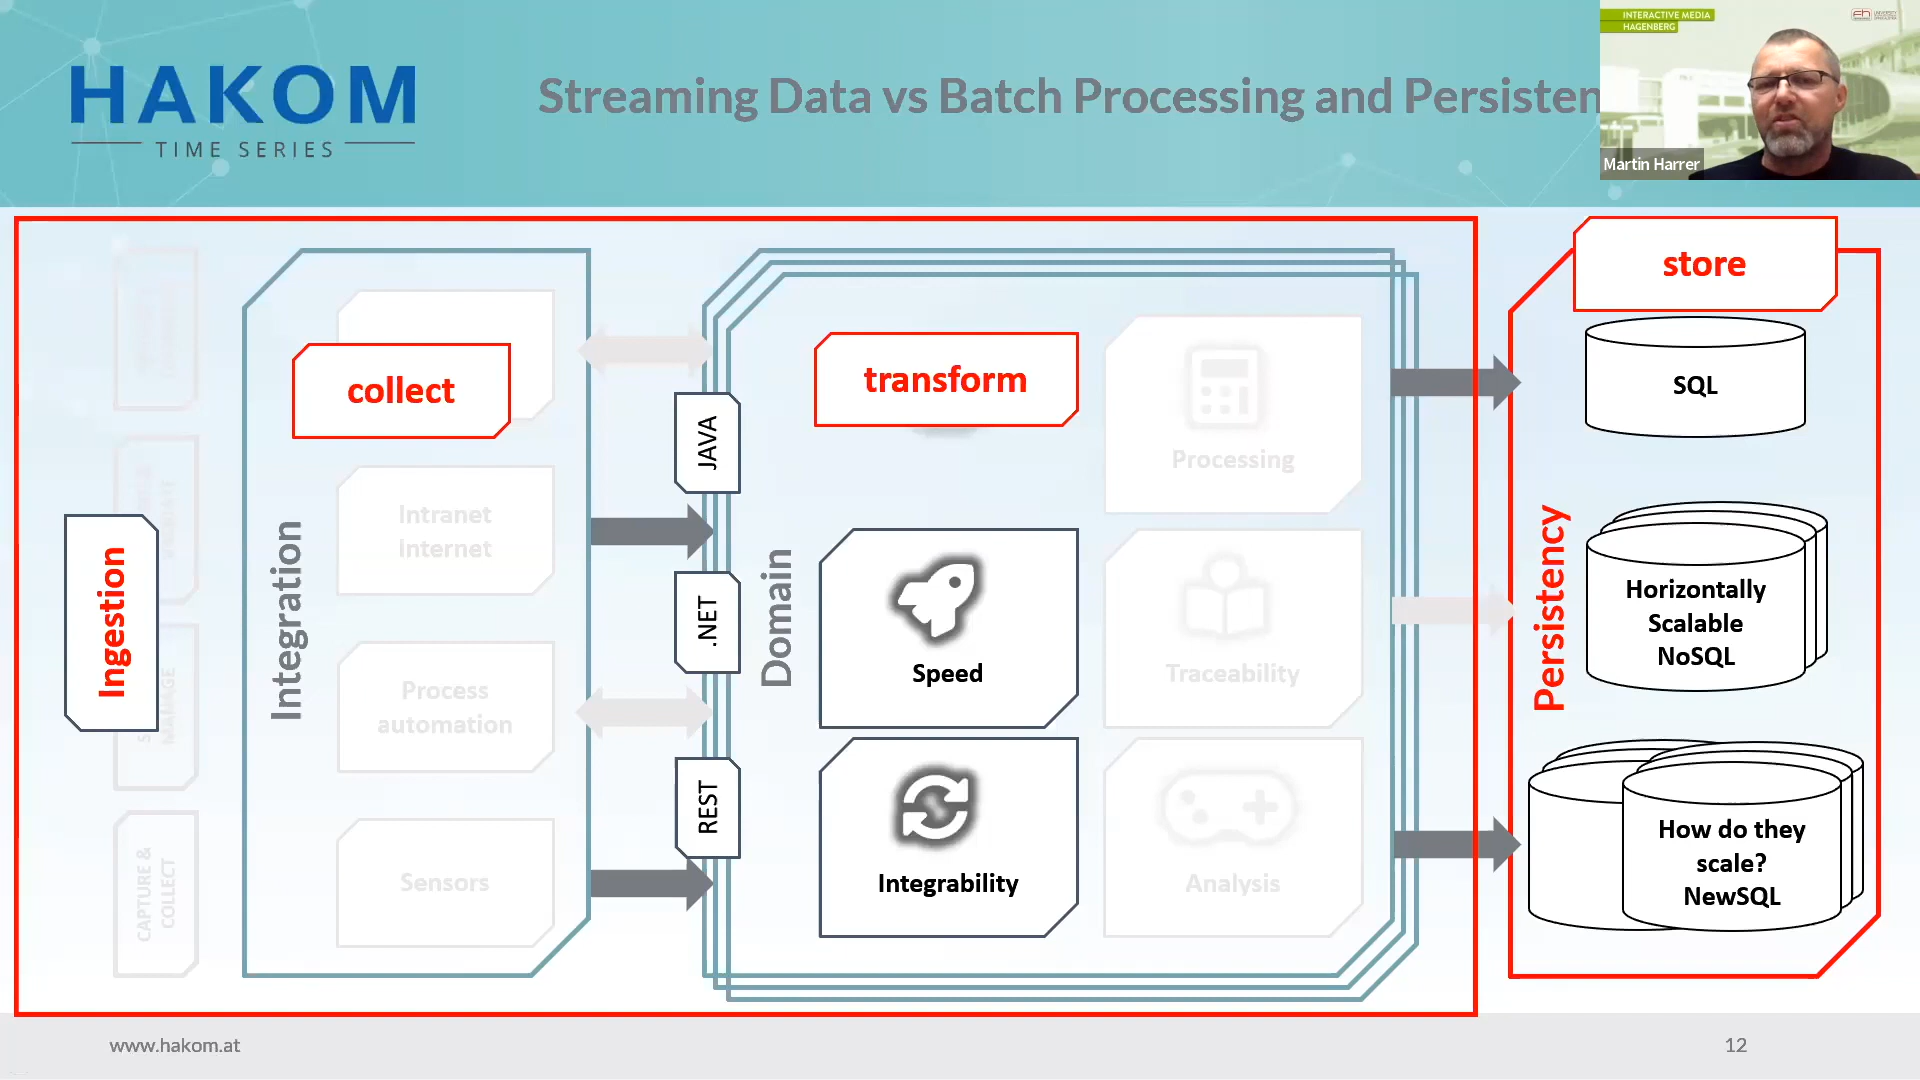 HAKOM
TIME SERIES
Streaming Data vs Batch Processing and Persisten
INTERACTIVE MEDIA
HAGENBERG
Martin Harrer
Ingestion
MANAGE
CAPTURE &
COLLECT
Integration
collect
Intranet
Internet
Process
automation
Sensors
JAVA
.NET
REST
Domain
transform
Processing
Speed
Traceability
Integrability
Analysis
Persistency
store
SQL
Horizontally
Scalable
NoSQL
How do they
scale?
NewSQL
www.hakom.at
12